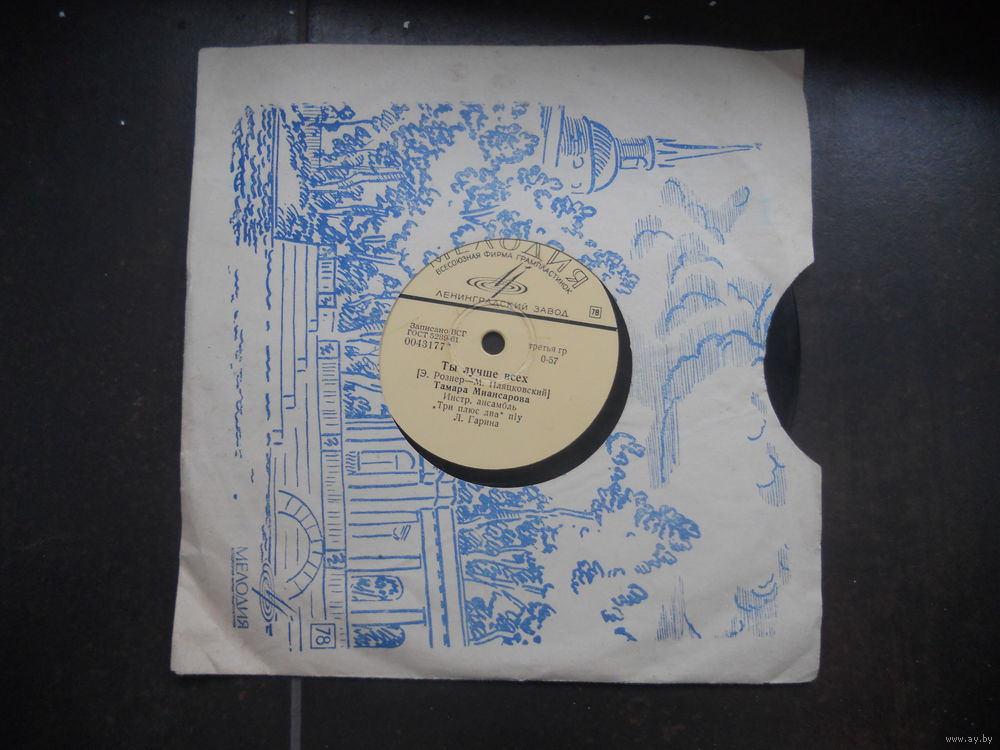 МЕЛОДИЯ
ВСЕСОЮЗНАЯ ФИРМА ГРАМПЛАСТИНОК
ЛЕНИНГРАДСКИЙ ЗАВОД
78
Записано ВСГ
ГОСТ 5289-61
третья гр
0043177
0-57
Ты лучше всех
[Э. Рознер—М. Пляцковский]
Тамара Миансарова
Инстр. ансамбль
„Три плюс два" п/у
Л. Гарина
МЕЛОДИЯ
78
www.ay.by